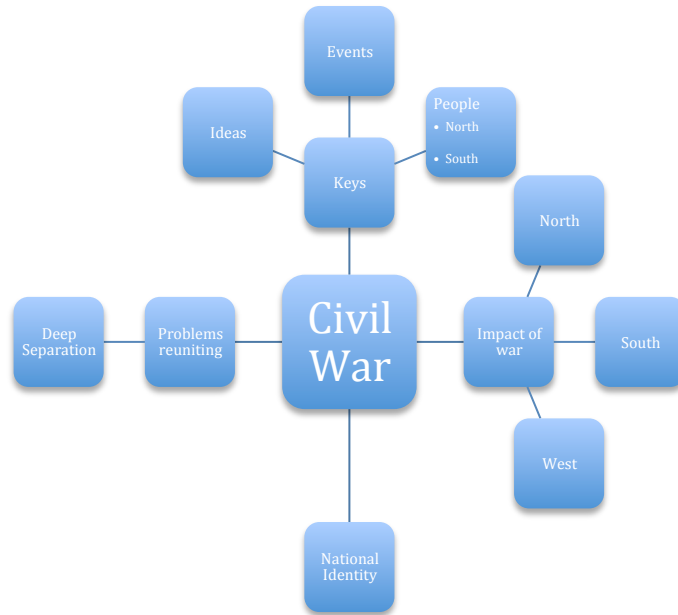 Events
Ideas
People
• North
• South
Keys
North
Deep
Separation
Problems
reuniting
Civil
War
Impact of
war
South
West
National
Identity